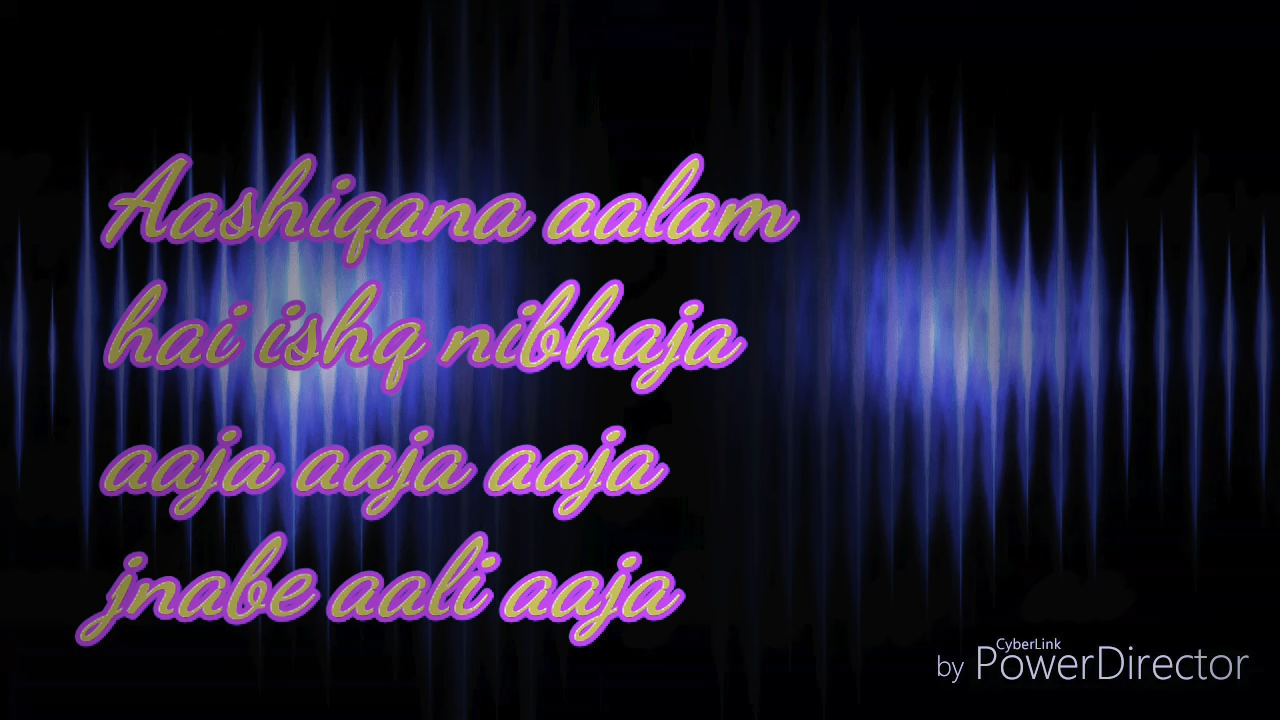 Aashiqana aalam
hai ishq nibhaja
aaja aaja aaja
jnabe aali aaja
CyberLink
by PowerDirector